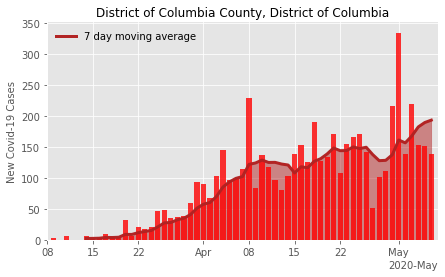 District of Columbia County, District of Columbia
7 day moving average
New Covid-19 Cases
350
300
250
200
150
100
50
0
08
15
22
Apr
08
15
22
May
2020-May